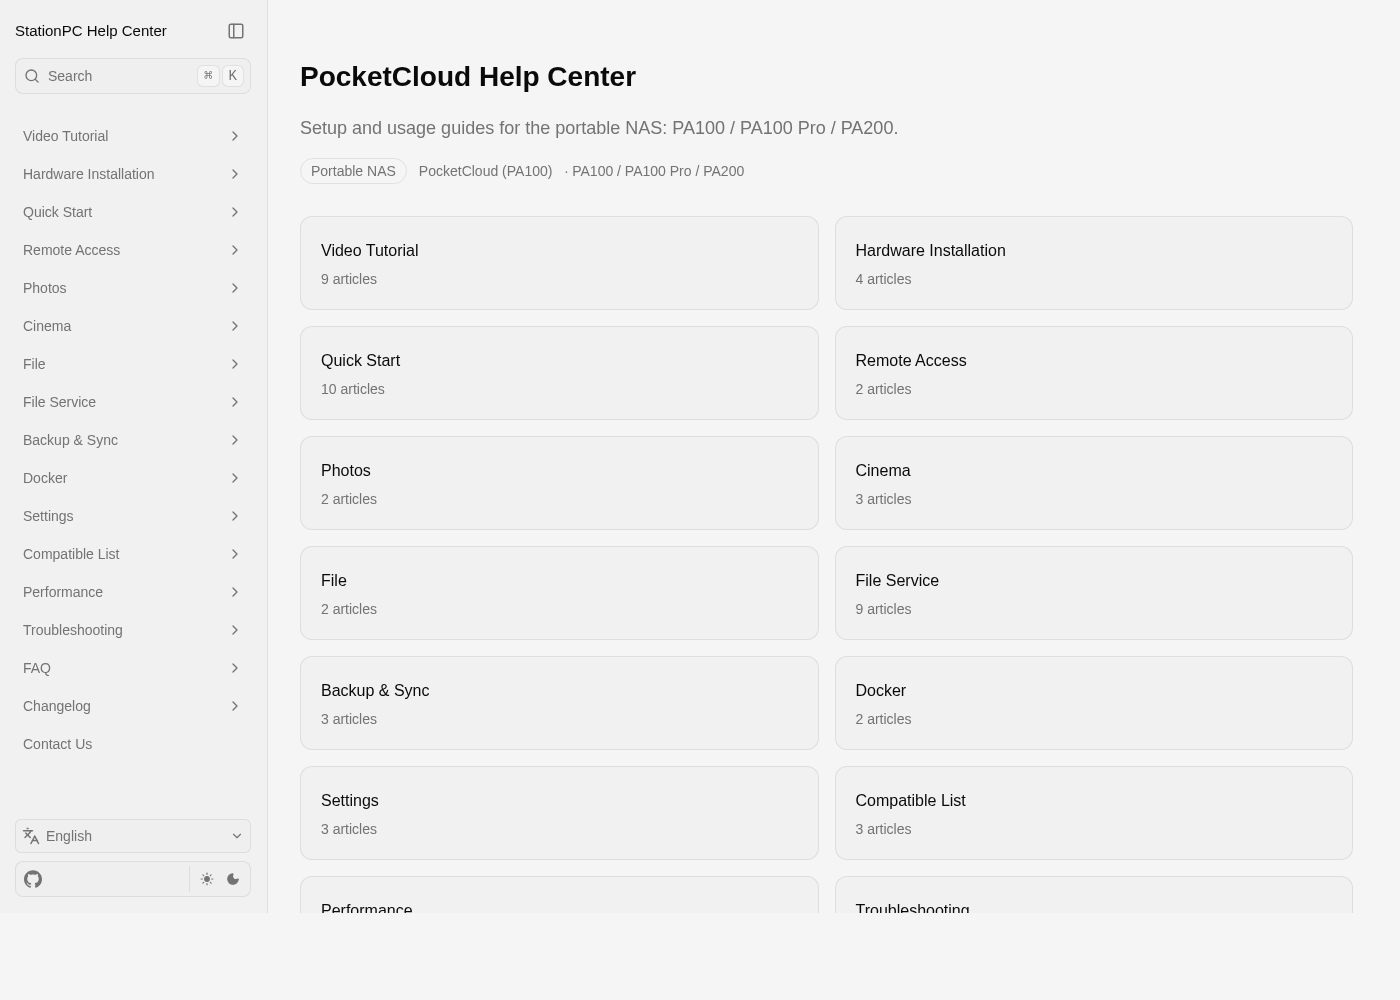 StationPC Help Center
Search
⌘ K
Video Tutorial
Hardware Installation
Quick Start
Remote Access
Photos
Cinema
File
File Service
Backup & Sync
Docker
Settings
Compatible List
Performance
Troubleshooting
FAQ
Changelog
Contact Us
English
PocketCloud Help Center
Setup and usage guides for the portable NAS: PA100 / PA100 Pro / PA200.
Portable NAS PocketCloud (PA100) · PA100 / PA100 Pro / PA200
Video Tutorial
9 articles
Hardware Installation
4 articles
Quick Start
10 articles
Remote Access
2 articles
Photos
2 articles
Cinema
3 articles
File
2 articles
File Service
9 articles
Backup & Sync
3 articles
Docker
2 articles
Settings
3 articles
Compatible List
3 articles
Performance
Troubleshooting